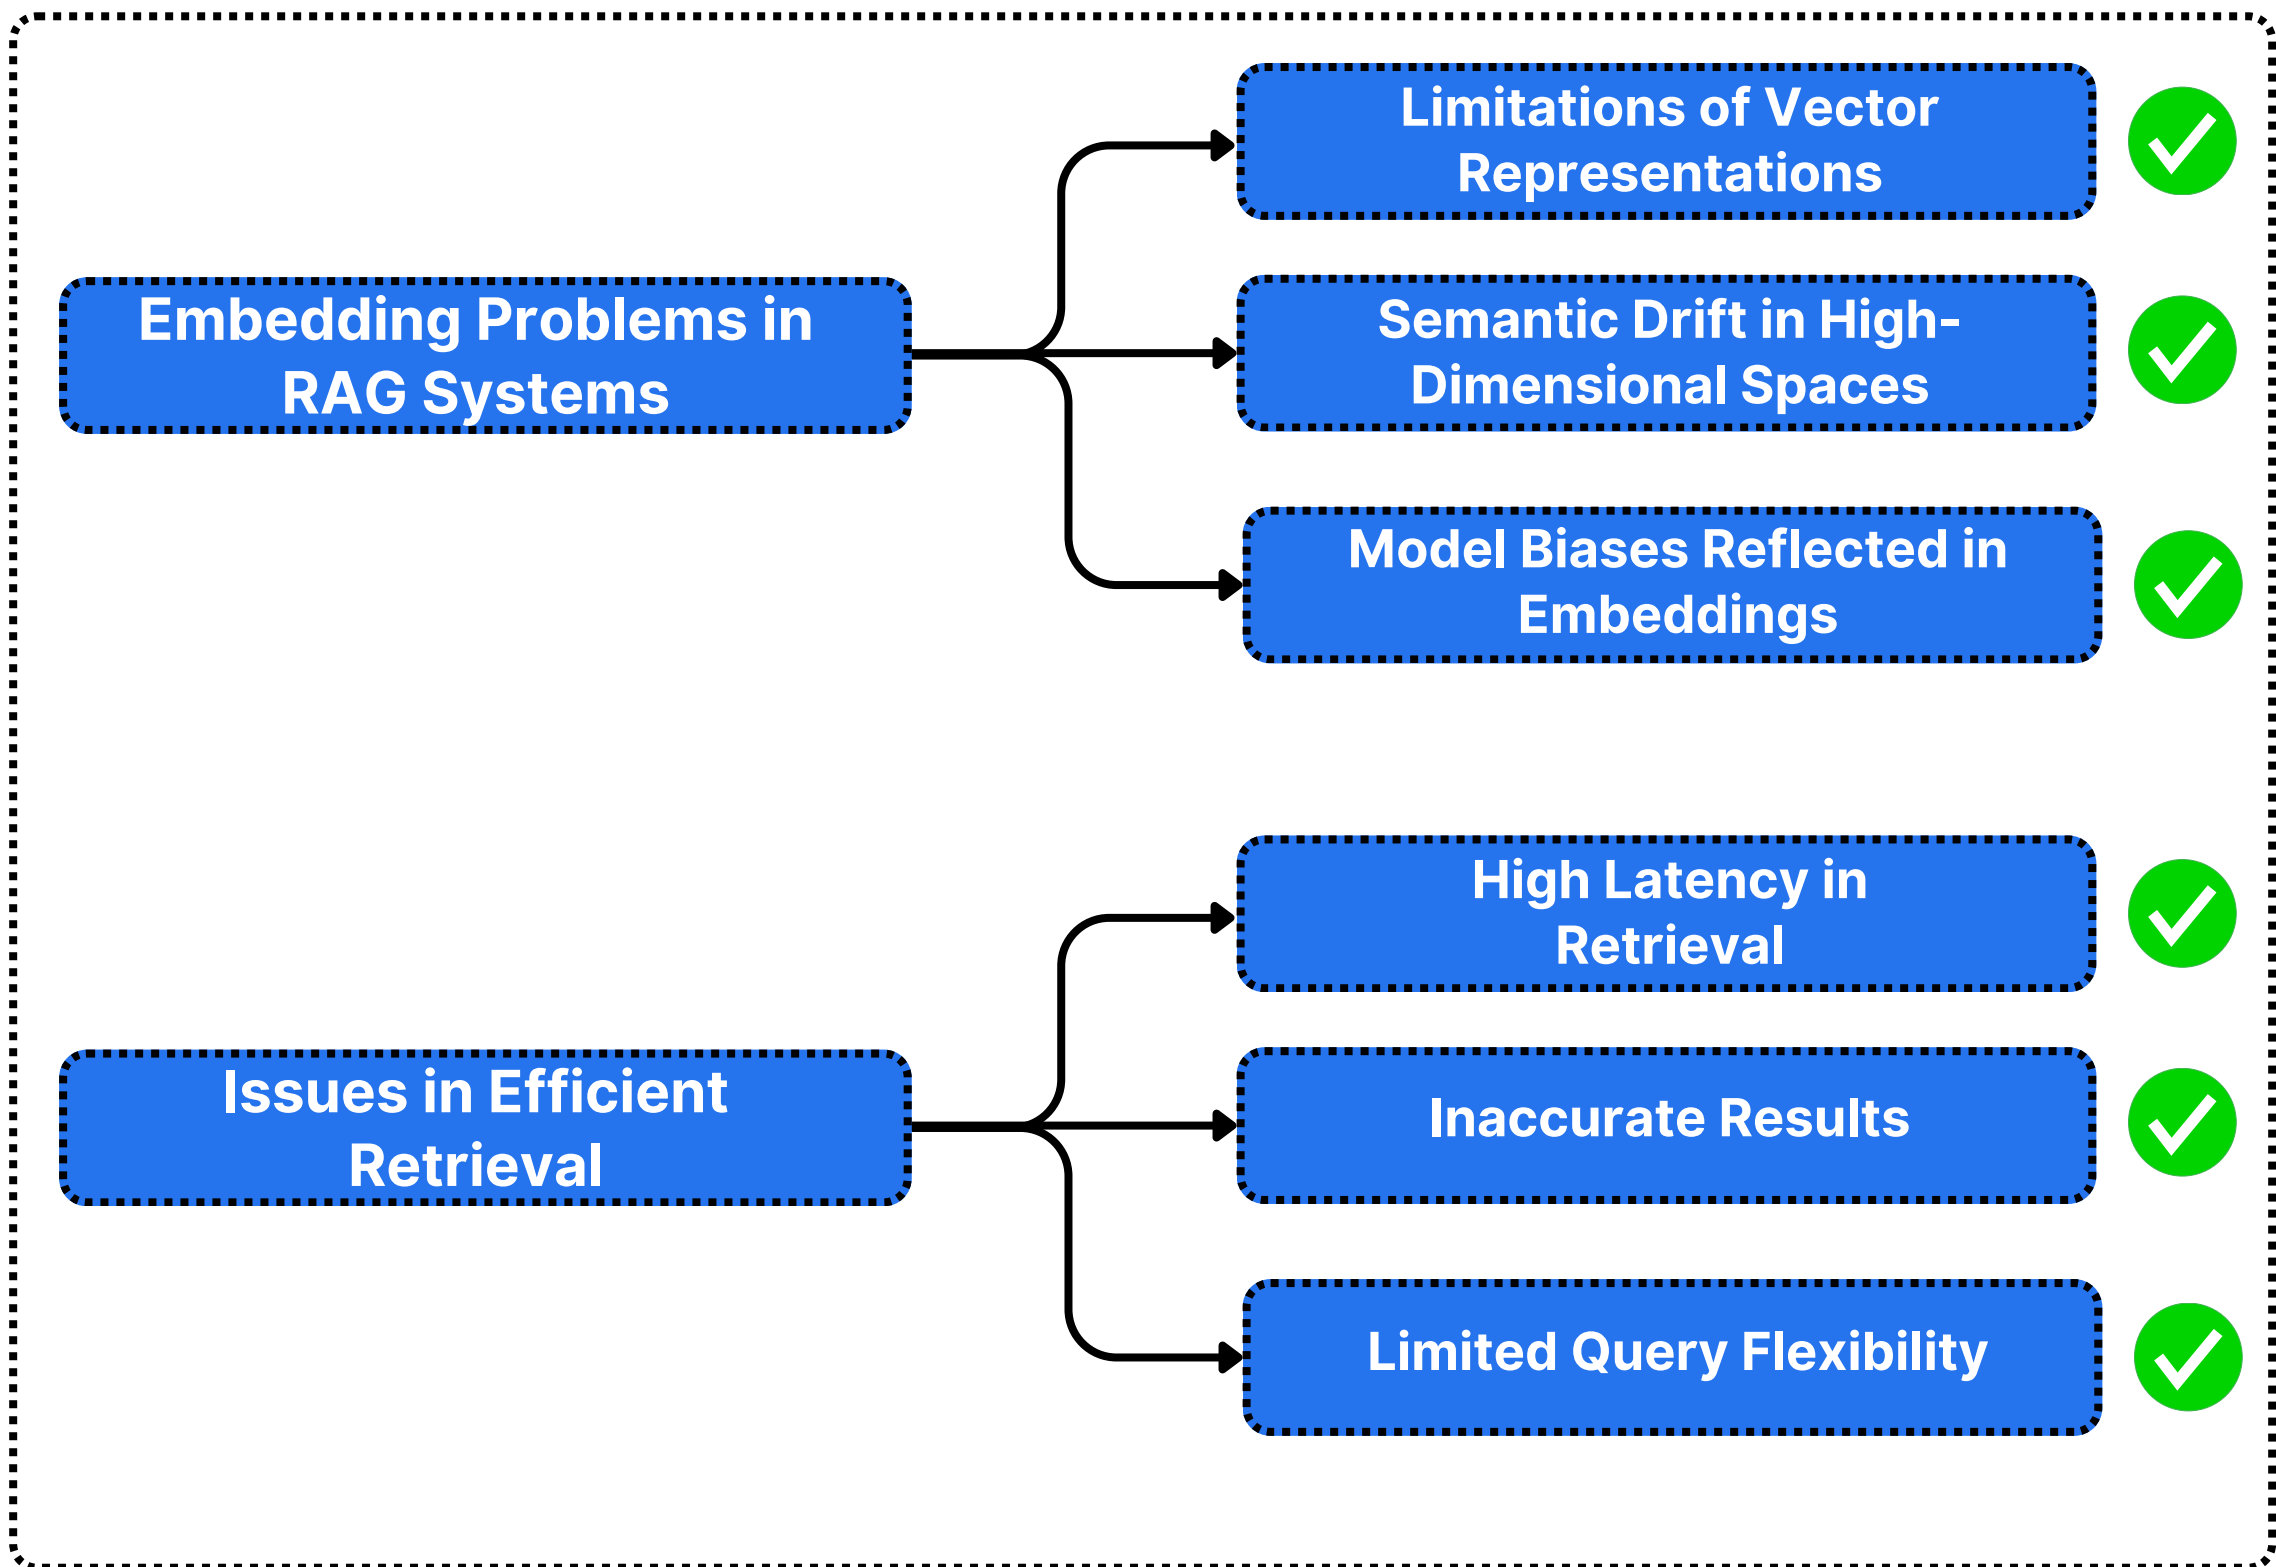 Limitations of Vector
Representations
Embedding Problems in
RAG Systems
Semantic Drift in High-
Dimensional Spaces
Model Biases Reflected in
Embeddings
High Latency in
Retrieval
Issues in Efficient
Retrieval
Inaccurate Results
Limited Query Flexibility